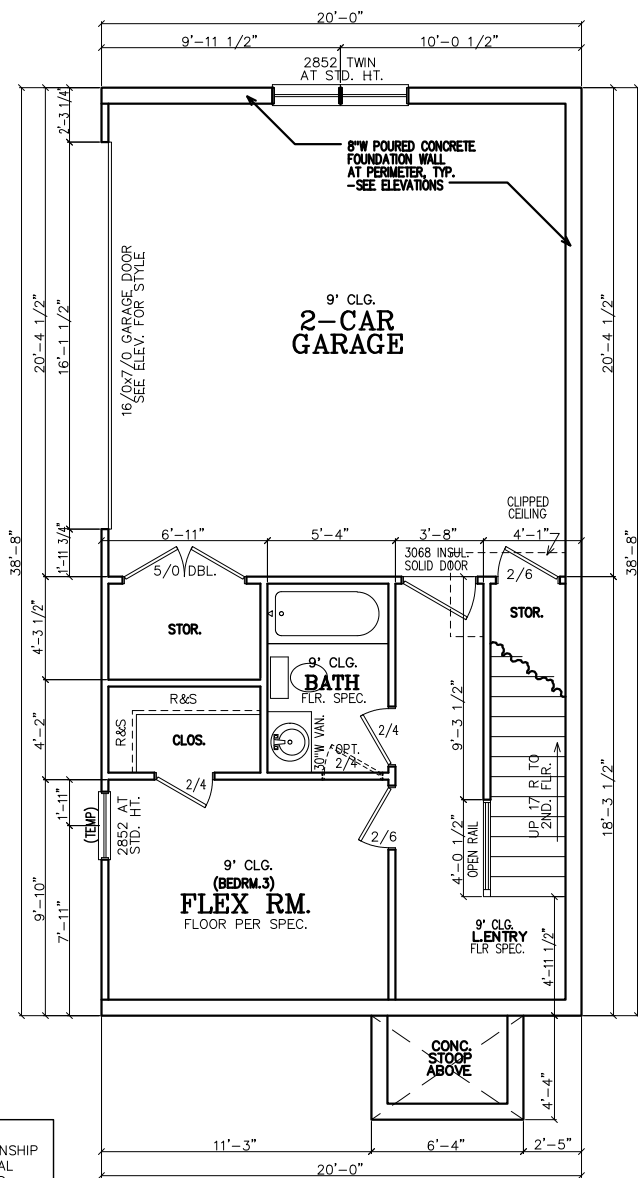 20'-0"
9'-11 1/2"
10'-0 1/2"
2852 TWIN
AT STD. HT.
2'-3 1/4"
8"W POURED CONCRETE
FOUNDATION WALL
AT PERIMETER, TYP.
-SEE ELEVATIONS
16/0x7/0 GARAGE DOOR
SEE ELEV. FOR STYLE
9' CLG.
2-CAR
GARAGE
20'-4 1/2"
16'-1 1/2"
20'-4 1/2"
38'-8"
38'-8"
1'-11 3/4"
CLIPPED
CEILING
6'-11"
5'-4"
3'-8"
4'-1"
3068 INSUL.
SOLID DOOR
5/0 DBL.
2/6
STOR.
STOR.
4'-3 1/2"
9' CLG.
BATH
FLR. SPEC.
R&S
R&S
CLOS.
4'-2"
30"W VAN.
OPT.
2/4
2/4
2/4
9'-3 1/2"
UP 17 R TO
2ND. FLR.
18'-3 1/2"
1'-11"
(TEMP)
2852 AT
STD. HT.
2/6
4'-0 1/2"
OPEN RAIL
9'-10"
7'-11"
9' CLG.
(BEDRM.3)
FLEX RM.
FLOOR PER SPEC.
9' CLG.
L.ENTRY
FLR SPEC.
4'-11 1/2"
CONC.
STOOP
ABOVE
4'-4"
NSHIP
AL
11'-3"
6'-4"
2'-5"
20'-0"